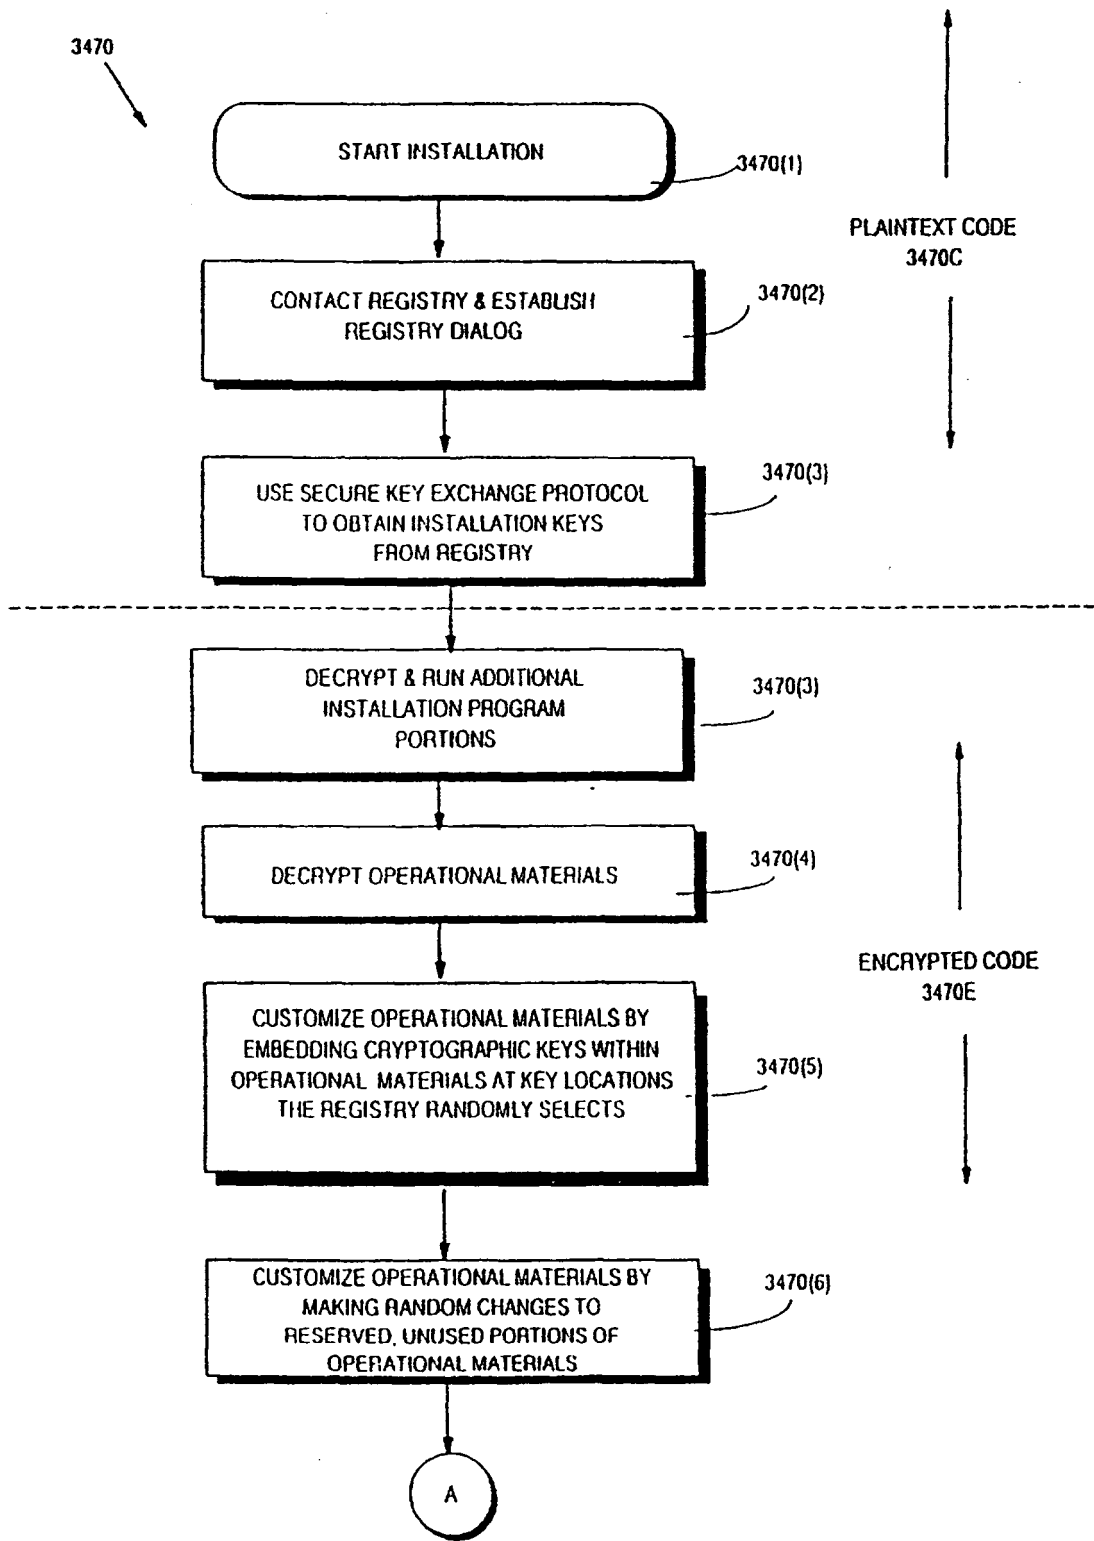 3470
START INSTALLATION
3470(1)
PLAINTEXT CODE
3470C
CONTACT REGISTRY & ESTABLISH
REGISTRY DIALOG
3470(2)
USE SECURE KEY EXCHANGE PROTOCOL
TO OBTAIN INSTALLATION KEYS
FROM REGISTRY
3470(3)
DECRYPT & RUN ADDITIONAL
INSTALLATION PROGRAM
PORTIONS
3470(3)
DECRYPT OPERATIONAL MATERIALS
3470(4)
ENCRYPTED CODE
3470E
CUSTOMIZE OPERATIONAL MATERIALS BY
EMBEDDING CRYPTOGRAPHIC KEYS WITHIN
OPERATIONAL MATERIALS AT KEY LOCATIONS
THE REGISTRY RANDOMLY SELECTS
3470(5)
CUSTOMIZE OPERATIONAL MATERIALS BY
MAKING RANDOM CHANGES TO
RESERVED, UNUSED PORTIONS OF
OPERATIONAL MATERIALS
3470(6)
A